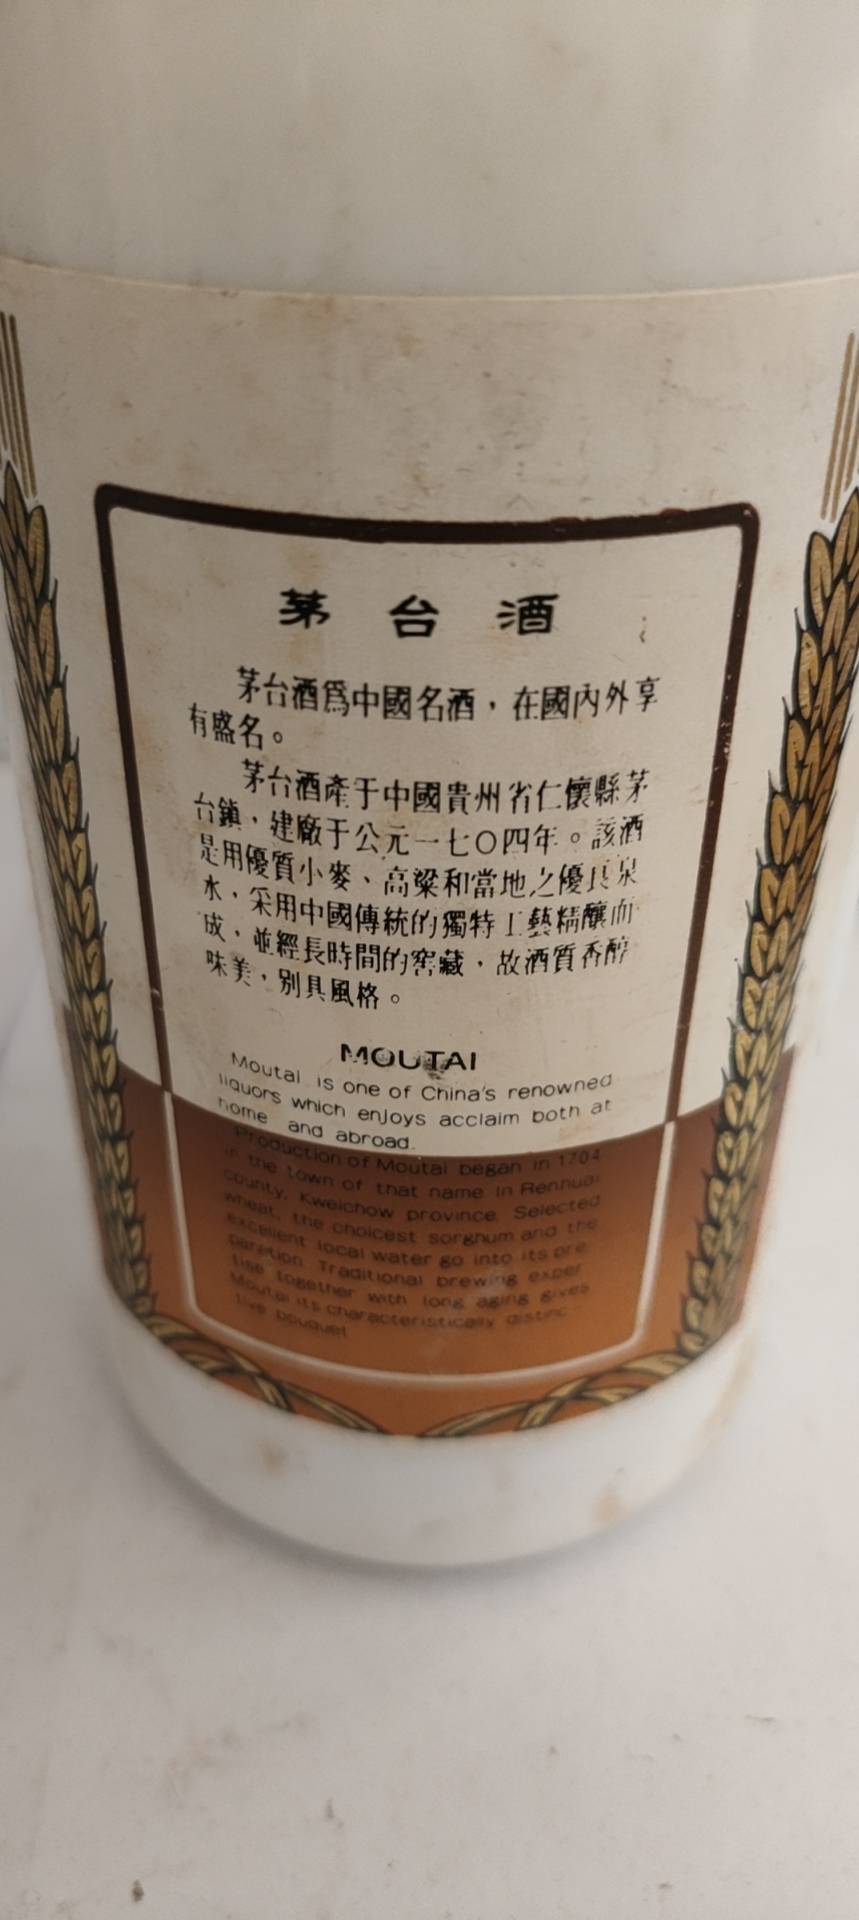 茅台酒
茅台酒爲中國名酒，在國内外享
有盛名。
茅台酒產于中國貴州省仁懷縣茅
台鎮，建廠于公元一七〇四年。該酒
是用優質小麥、高粱和當地之優良泉
水，采用中國傳統的獨特工藝精釀而
成，並經長時間的窖藏，故酒質香醇
味美，别具風格。
MOUTAI
Moutai is one of China's renowned
liquors which enjoys acclaim both at
home and abroad.
Production of Moutai began in 1704
in the town of that name in Renhuai
county, Kweichow province. Selected
wheat, the choicest sorghum and the
excellent local water go into its pre-
paration. Traditional brewing exper-
tise together with long aging gives
Moutai its characteristically distinc-
tive bouquet